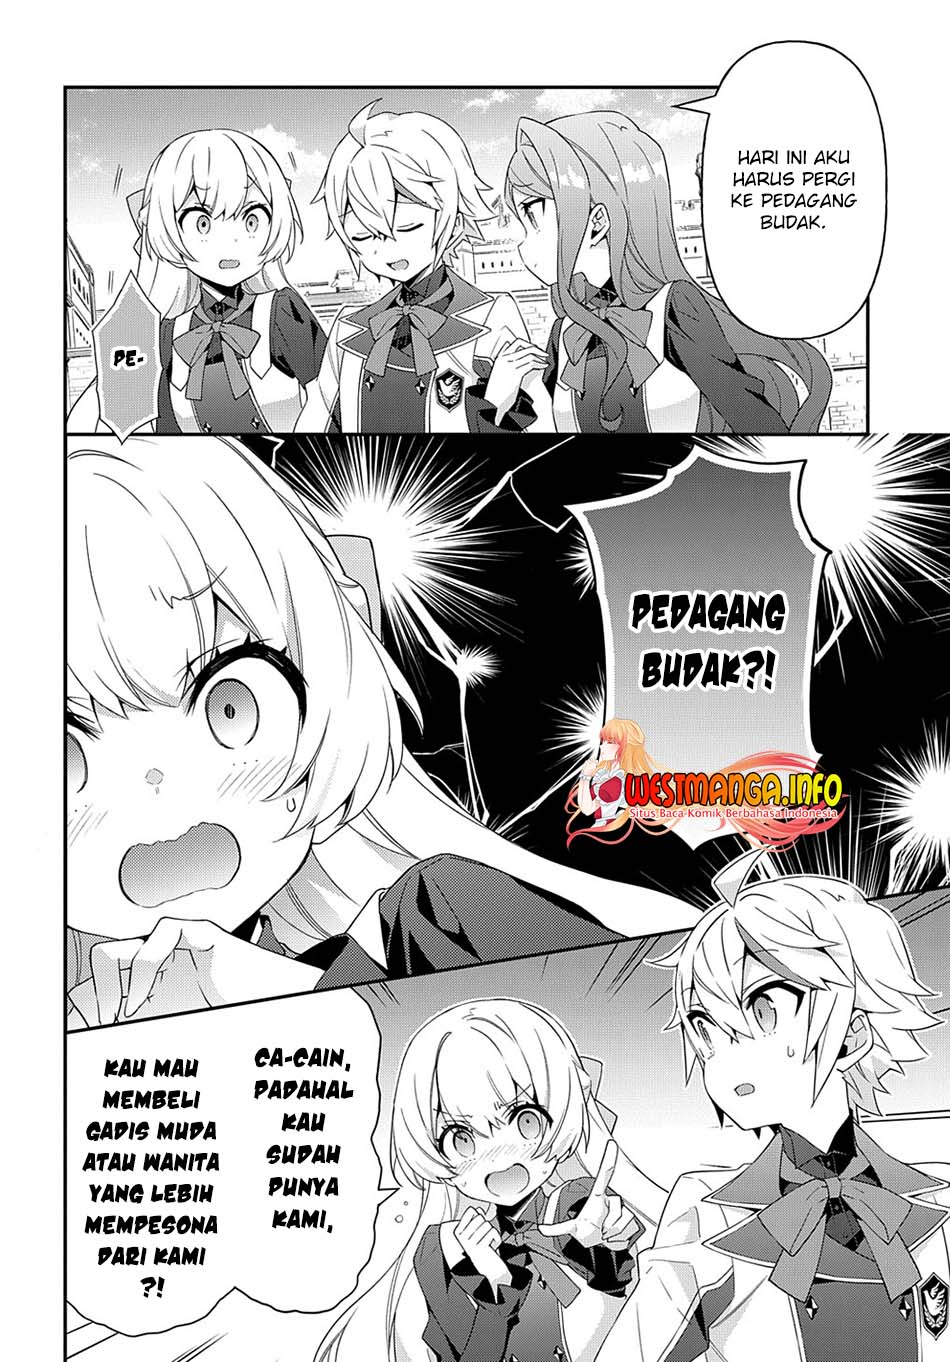 HARI INI AKU
HARUS PERGI
KE PEDAGANG
BUDAK.
PE-
PEDAGANG
BUDAK?!
WESTMANGA.INFO
Situs Baca Komik Berbahasa Indonesia
CA-CAIN,
PADAHAL
KAU
SUDAH
PUNYA
KAMI,
KAU MAU
MEMBELI
GADIS MUDA
ATAU WANITA
YANG LEBIH
MEMPESONA
DARI KAMI
?!